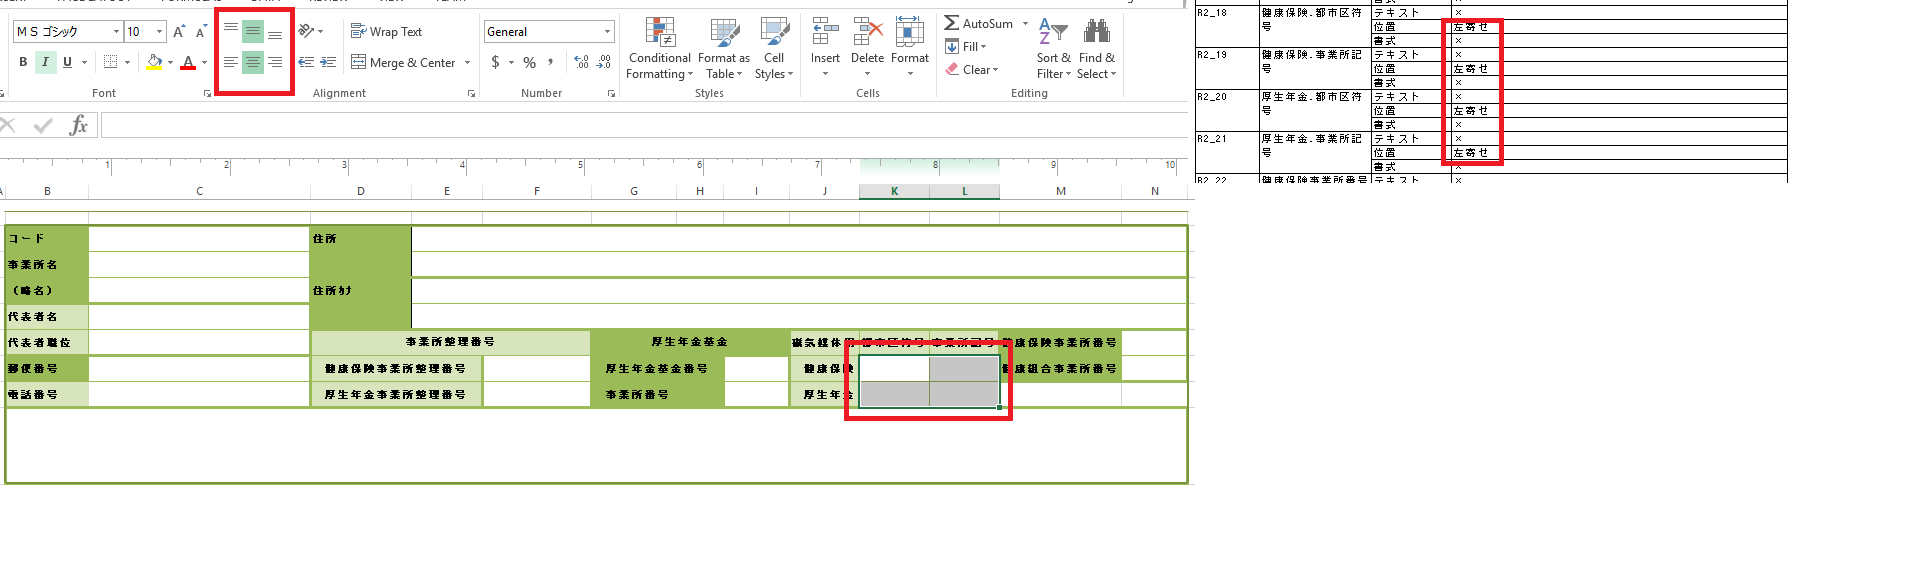 ＭＳ ゴシック
10
A
A
Wrap Text
General
B
I
U
A
Merge & Center
$
%
,
.0
.00
.00
.0
Conditional
Formatting
Format as
Table
Cell
Styles
Insert
Delete
Format
AutoSum
Fill
Clear
Sort &
Filter
Find &
Select
Font
Alignment
Number
Styles
Cells
Editing
fx
1
2
3
4
5
6
7
8
9
10
A
B
C
D
E
F
G
H
I
J
K
L
M
N
コード
住所
事業所名
（略名）
住所ｶﾅ
代表者名
代表者職位
事業所整理番号
厚生年金基金
磁気媒体用
都市区符号
事業所記号
健康保険事業所番号
郵便番号
健康保険事業所整理番号
厚生年金基金番号
健康保険
健康組合事業所番号
電話番号
厚生年金事業所整理番号
事業所番号
厚生年金
R2_18
健康保険.都市区符号
テキスト
×
位置
左寄せ
書式
×
R2_19
健康保険.事業所記号
テキスト
×
位置
左寄せ
書式
×
R2_20
厚生年金.都市区符号
テキスト
×
位置
左寄せ
書式
×
R2_21
厚生年金.事業所記号
テキスト
×
位置
左寄せ
書式
×
R2_22
健康保険事業所番号
テキスト
×